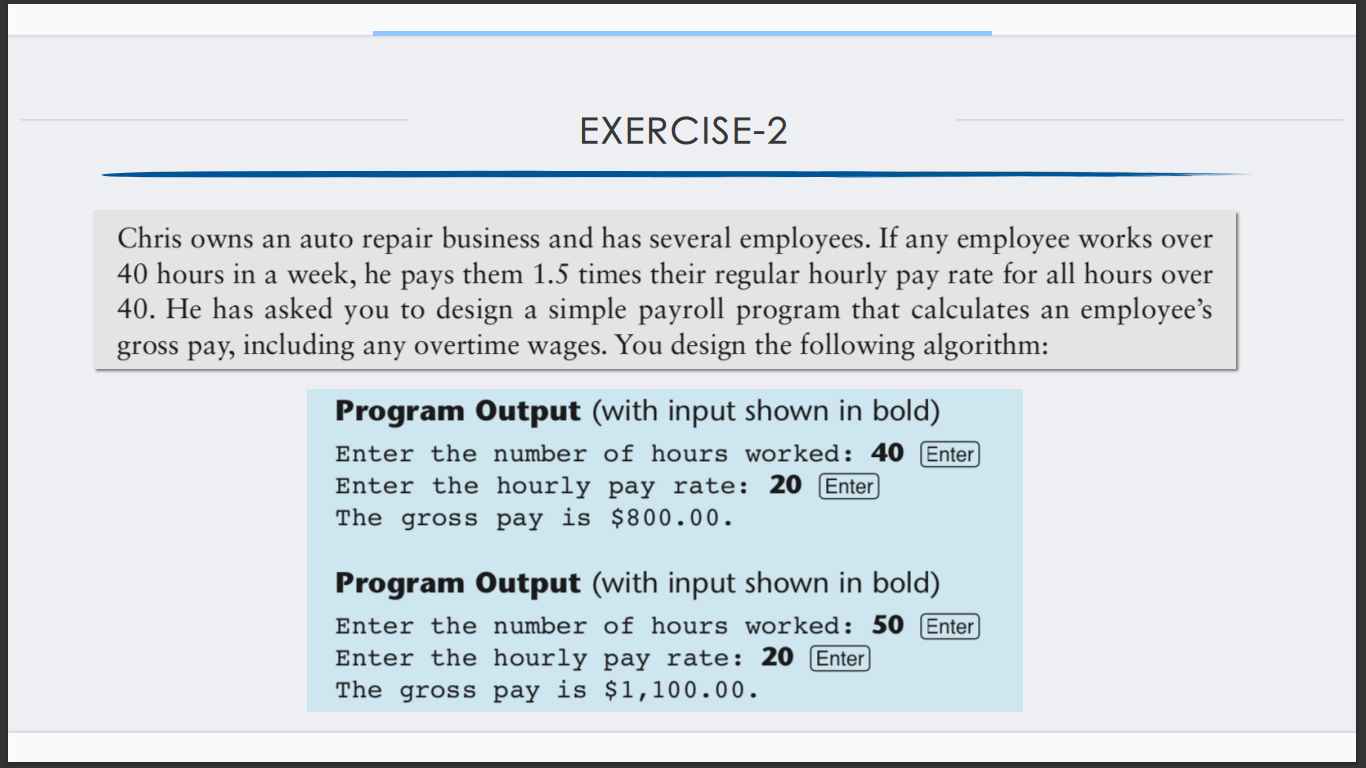 EXERCISE-2
Chris owns an auto repair business and has several employees. If any employee works over
40 hours in a week, he pays them 1.5 times their regular hourly pay rate for all hours over
40. He has asked you to design a simple payroll program that calculates an employee’s
gross pay, including any overtime wages. You design the following algorithm:
Program Output (with input shown in bold)
Enter the number of hours worked: 40 Enter
Enter the hourly pay rate: 20 Enter
The gross pay is $800.00.
Program Output (with input shown in bold)
Enter the number of hours worked: 50 Enter
Enter the hourly pay rate: 20 Enter
The gross pay is $1,100.00.